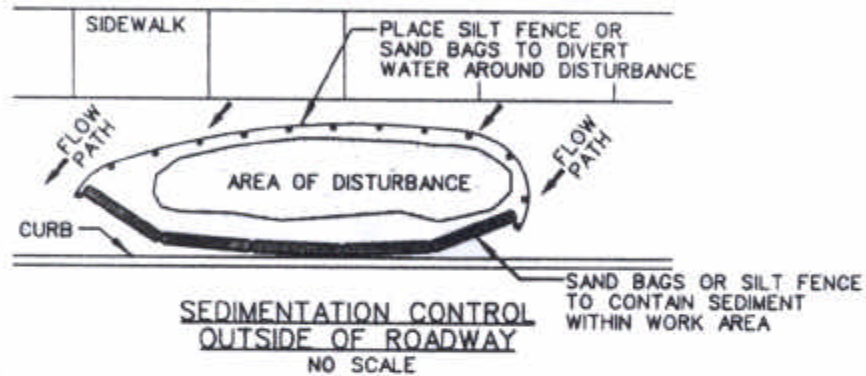 SIDEWALK
PLACE SILT FENCE OR
SAND BAGS TO DIVERT
WATER AROUND DISTURBANCE
FLOW
PATH
FLOW
PATH
AREA OF DISTURBANCE
CURB
SAND BAGS OR SILT FENCE
TO CONTAIN SEDIMENT
WITHIN WORK AREA
SEDIMENTATION CONTROL
OUTSIDE OF ROADWAY
NO SCALE